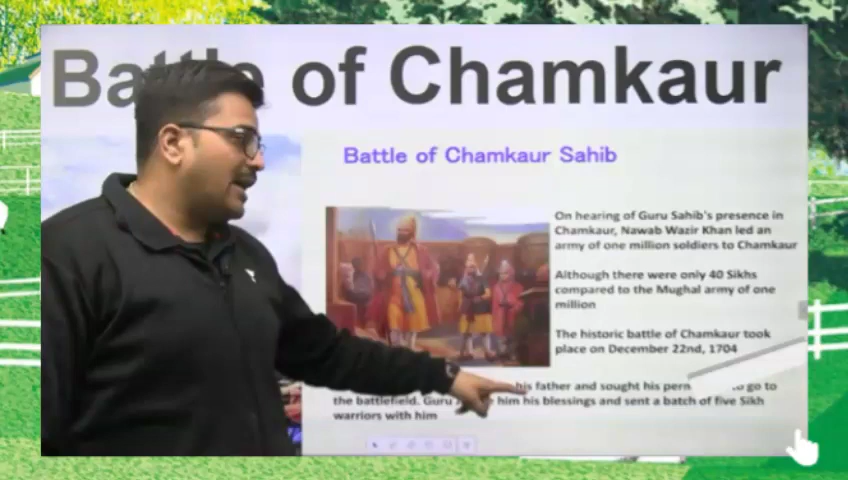 Battle of Chamkaur
Battle of Chamkaur Sahib
On hearing of Guru Sahib's presence in
Chamkaur, Nawab Wazir Khan led an
army of one million soldiers to Chamkaur
Although there were only 40 Sikhs
compared to the Mughal army of one
million
The historic battle of Chamkaur took
place on December 22nd, 1704
his father and sought his to go to
the battlefield. Guru him his blessings and sent a batch of five Sikh
warriors with him